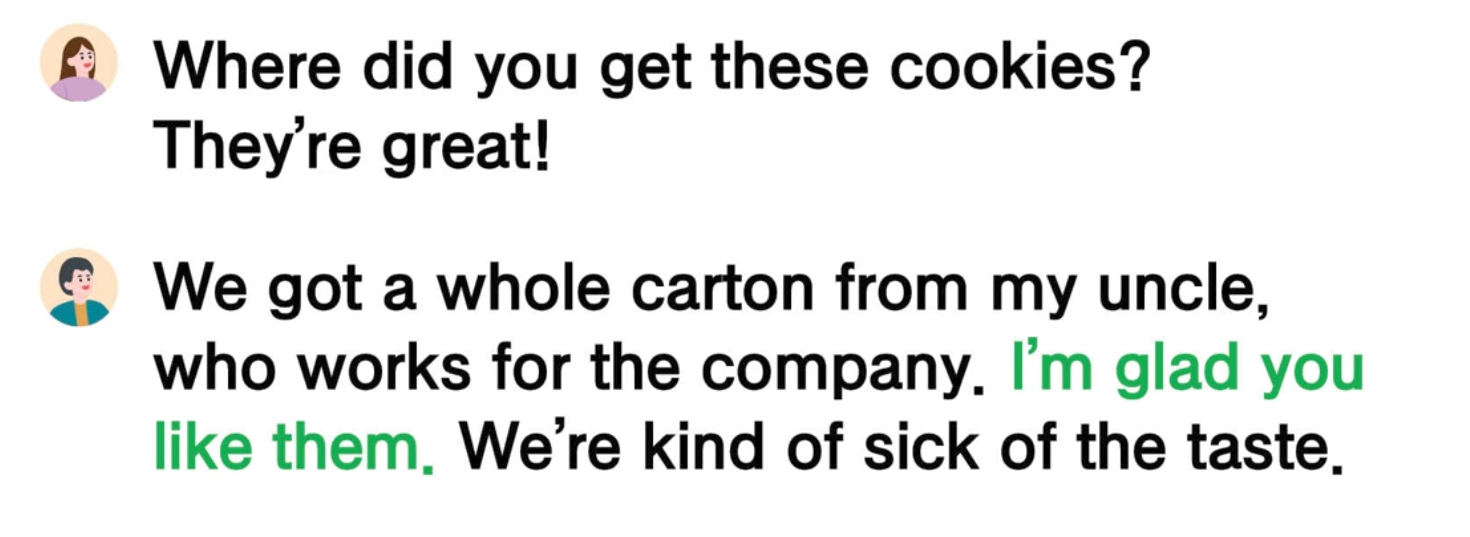 Where did you get these cookies?
They’re great!
We got a whole carton from my uncle,
who works for the company. I’m glad you
like them. We’re kind of sick of the taste.